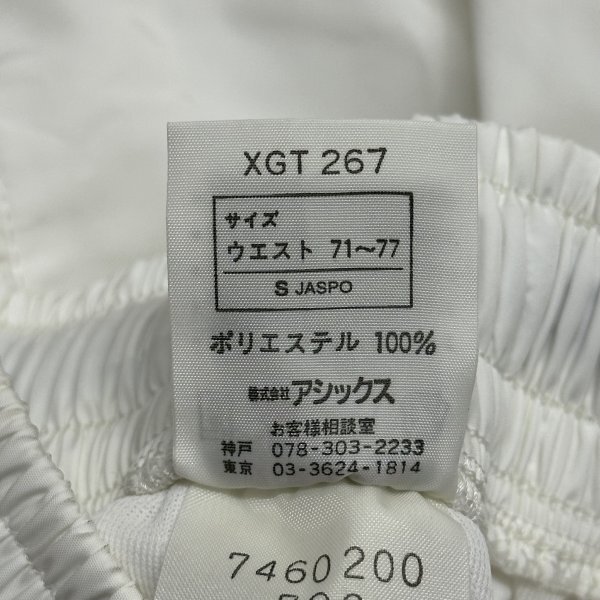 XGT 267
サイズ
ウエスト 71〜77
S JASPO
ポリエステル 100%
株式会社アシックス
お客様相談室
神戸 078-303-2233
東京 03-3624-1814
7460200